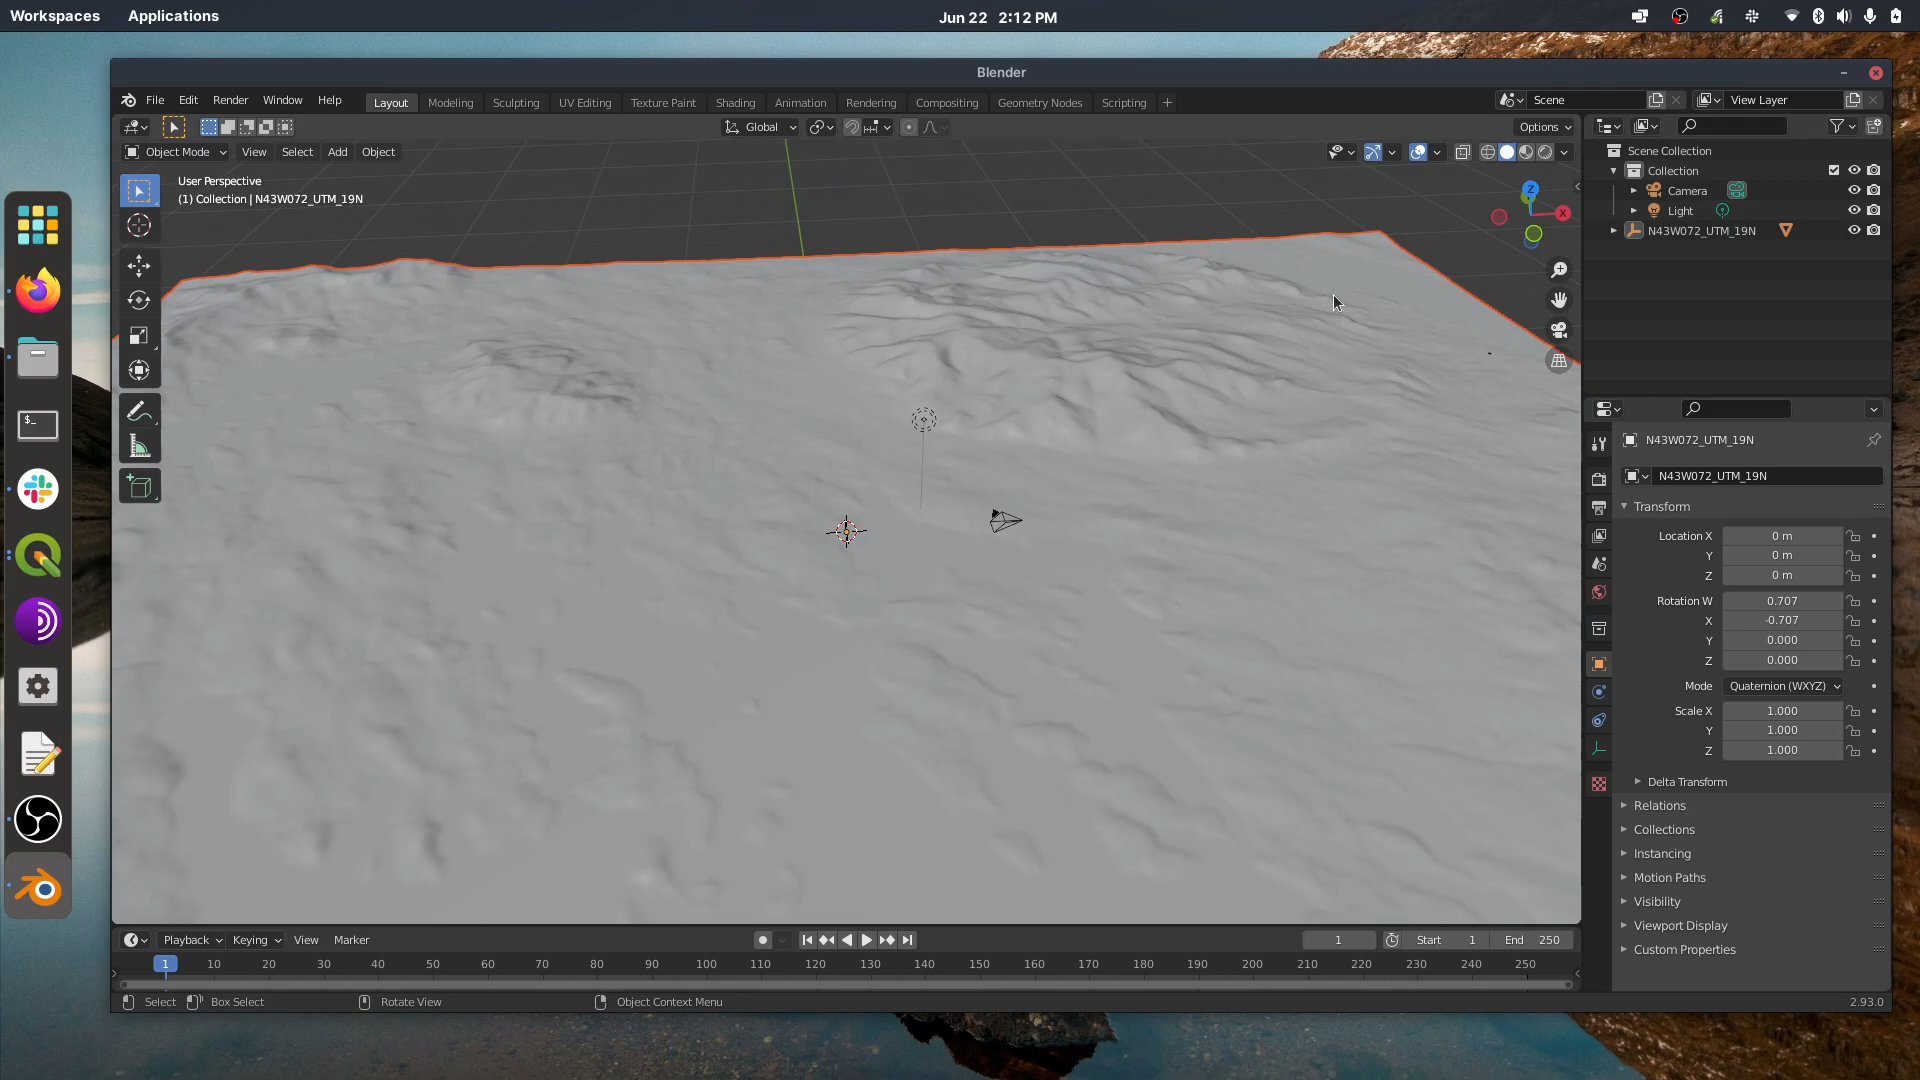 Workspaces Applications Jun 22 2:12 PM
Blender
File Edit Render Window Help Layout Modeling Sculpting UV Editing Texture Paint Shading Animation Rendering Compositing Geometry Nodes Scripting + Scene View Layer
Global Options
Object Mode View Select Add Object
User Perspective
(1) Collection | N43W072_UTM_19N
Z
X
Scene Collection
Collection
Camera
Light
N43W072_UTM_19N
N43W072_UTM_19N
N43W072_UTM_19N
Transform
Location X 0 m
Y 0 m
Z 0 m
Rotation W 0.707
X -0.707
Y 0.000
Z 0.000
Mode Quaternion (WXYZ)
Scale X 1.000
Y 1.000
Z 1.000
Delta Transform
Relations
Collections
Instancing
Motion Paths
Visibility
Viewport Display
Custom Properties
Playback Keying View Marker 1 Start 1 End 250
1 10 20 30 40 50 60 70 80 90 100 110 120 130 140 150 160 170 180 190 200 210 220 230 240 250
Select Box Select Rotate View Object Context Menu 2.93.0